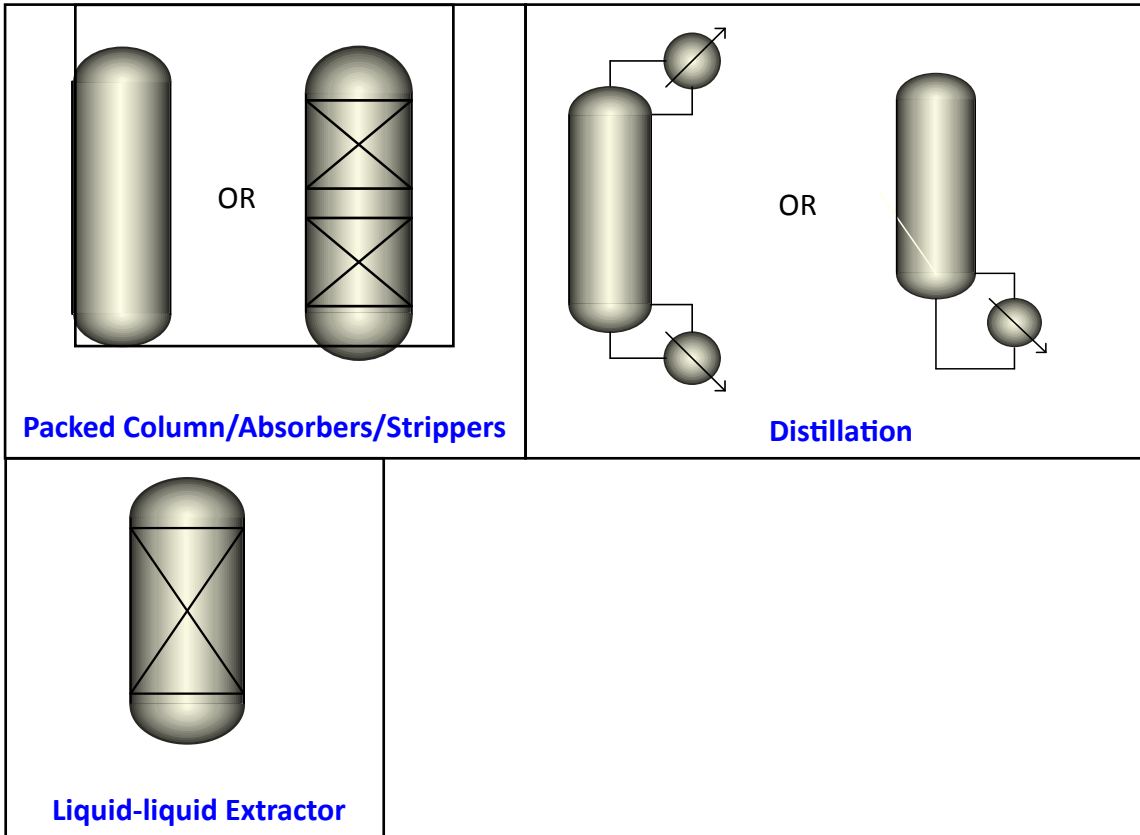 OR
Packed Column/Absorbers/Strippers
OR
Distillation
Liquid-liquid Extractor